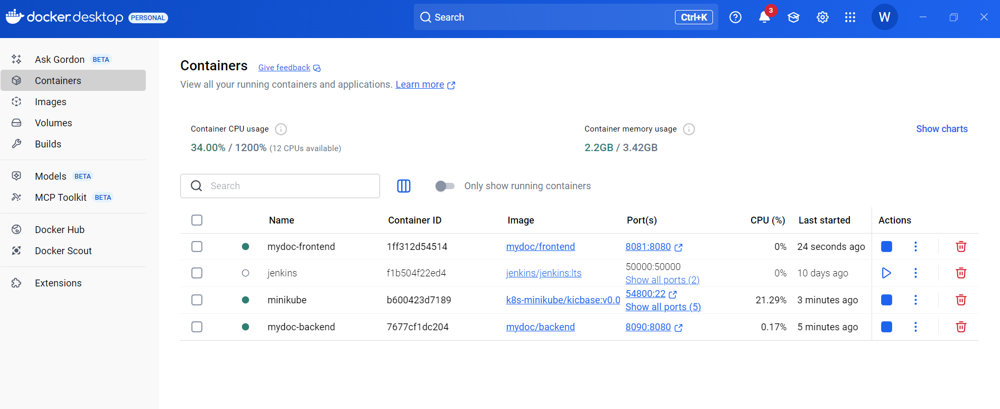 docker.desktop PERSONAL Search Ctrl+K 3 W
Ask Gordon BETA
Containers
Images
Volumes
Builds
Models BETA
MCP Toolkit BETA
Docker Hub
Docker Scout
Extensions
Containers Give feedback
View all your running containers and applications. Learn more
Container CPU usage
34.00% / 1200% (12 CPUs available)
Container memory usage
2.2GB / 3.42GB
Show charts
Search
Only show running containers
Name Container ID Image Port(s) CPU (%) Last started Actions
mydoc-frontend 1ff312d54514 mydoc/frontend 8081:8080 0% 24 seconds ago
jenkins f1b504f22ed4 jenkins/jenkins:lts 50000:50000 0% 10 days ago
Show all ports (2)
minikube b600423d7189 k8s-minikube/kicbase:v0.0 54800:22 21.29% 3 minutes ago
Show all ports (5)
mydoc-backend 7677cf1dc204 mydoc/backend 8090:8080 0.17% 5 minutes ago